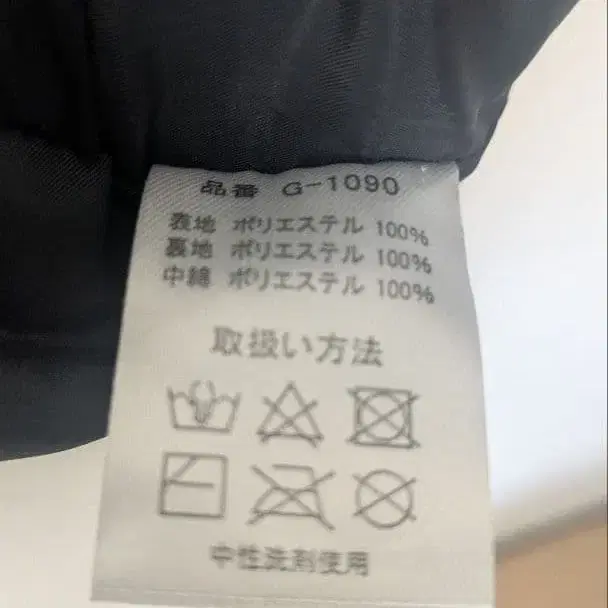 品番 G-1090
表地 ポリエステル 100%
裏地 ポリエステル 100%
中綿 ポリエステル 100%
取扱い方法
中性洗剤使用